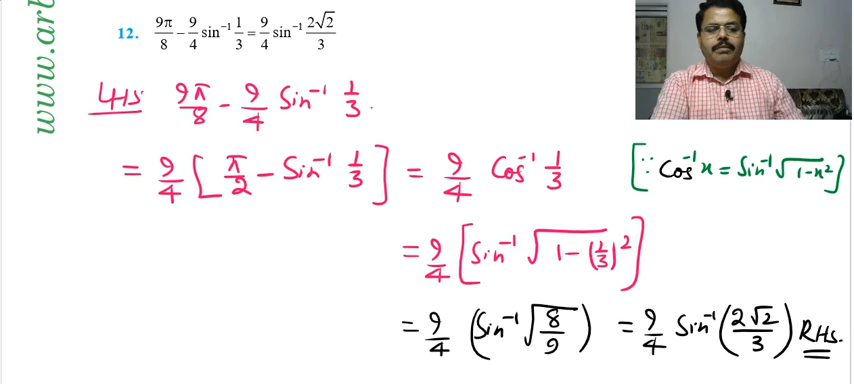 www.art
12. 9π/8 − 9/4 sin⁻¹ 1/3 = 9/4 sin⁻¹ 2√2/3
LHS 9π/8 − 9/4 Sin⁻¹ 1/3.
= 9/4 [π/2 − Sin⁻¹ 1/3] = 9/4 Cos⁻¹ 1/3 [∵ Cos⁻¹x = Sin⁻¹√(1−x²)]
= 9/4 [Sin⁻¹ √(1−(1/3)²)]
= 9/4 (Sin⁻¹ √(8/9)) = 9/4 Sin⁻¹(2√2/3) RHS.